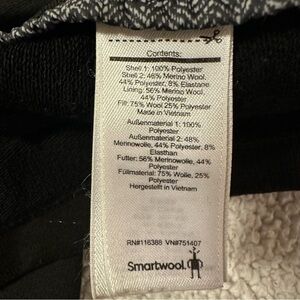 Contents:
Shell 1: 100% Polyester
Shell 2: 48% Merino Wool,
44% Polyester, 8% Elastane
Lining: 56% Merino Wool,
44% Polyester
Fill: 75% Wool 25% Polyester
Made in Vietnam
Außenmaterial 1: 100%
Polyester
Außenmaterial 2: 48%
Merinowolle, 44% Polyester, 8%
Elasthan
Futter: 56% Merinowolle, 44%
Polyester
Füllmaterial: 75% Wolle, 25%
Polyester
Hergestellt in Vietnam
RN#116388 VN#751407
Smartwool